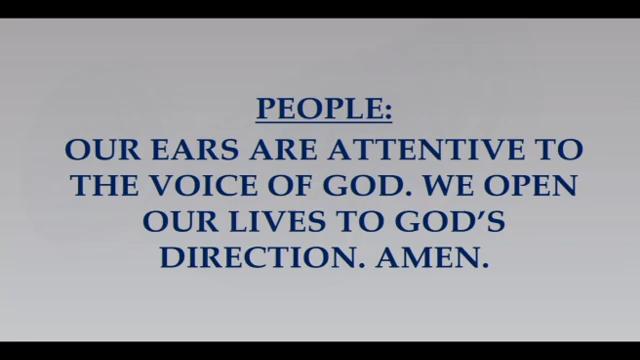 PEOPLE:
OUR EARS ARE ATTENTIVE TO
THE VOICE OF GOD. WE OPEN
OUR LIVES TO GOD’S
DIRECTION. AMEN.